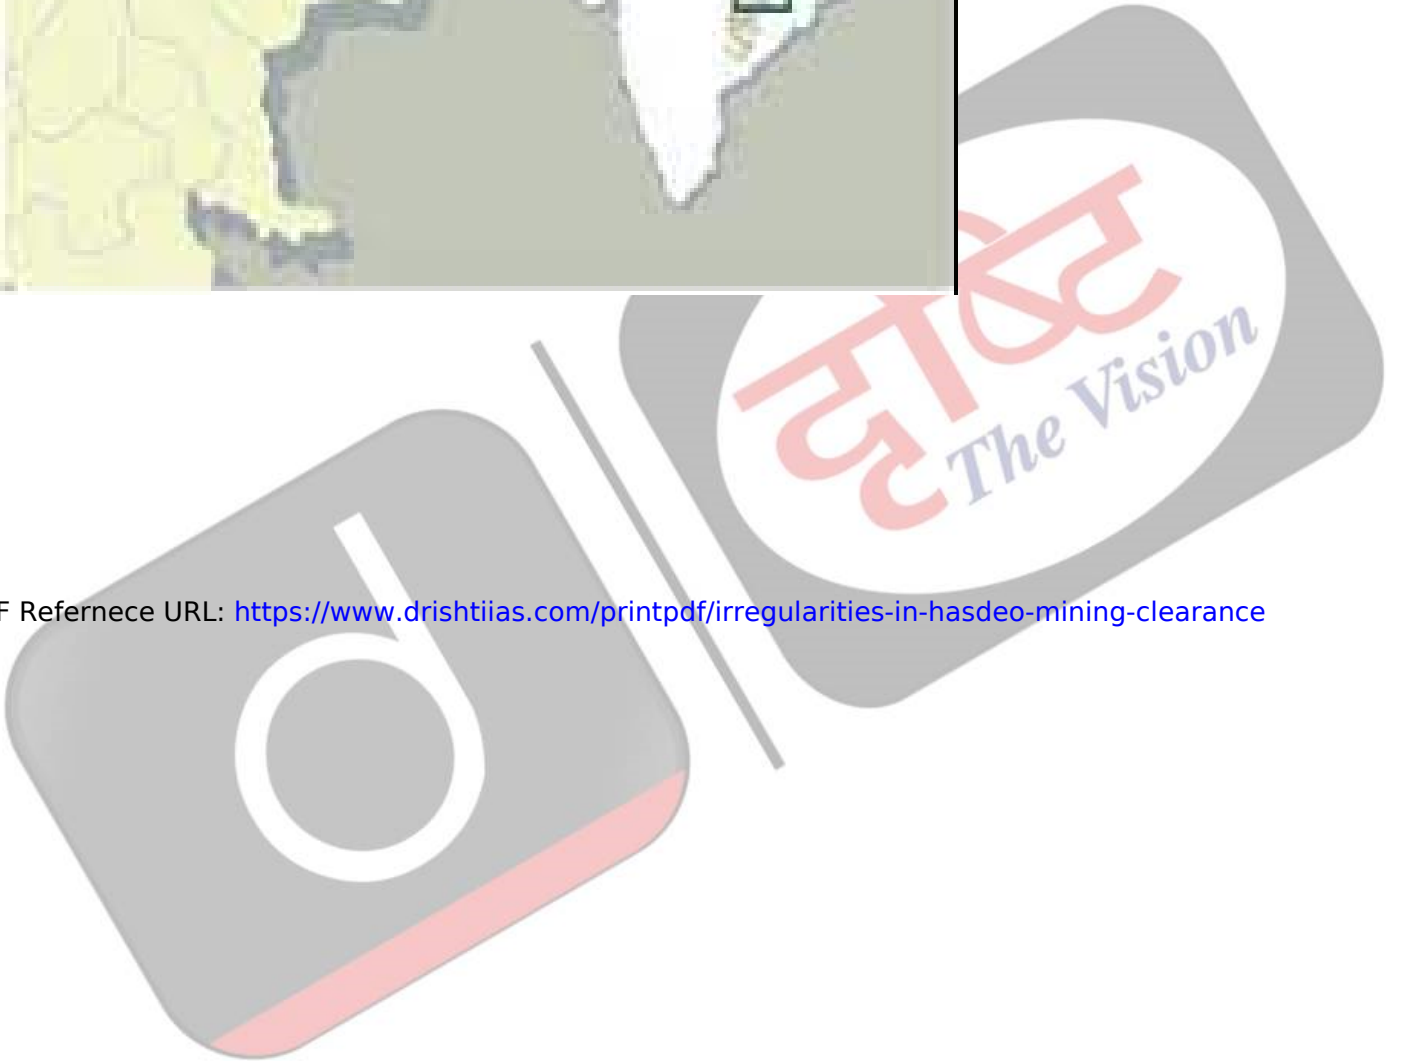 दृष्टि
The Vision
d
F Refernece URL: https://www.drishtiias.com/printpdf/irregularities-in-hasdeo-mining-clearance